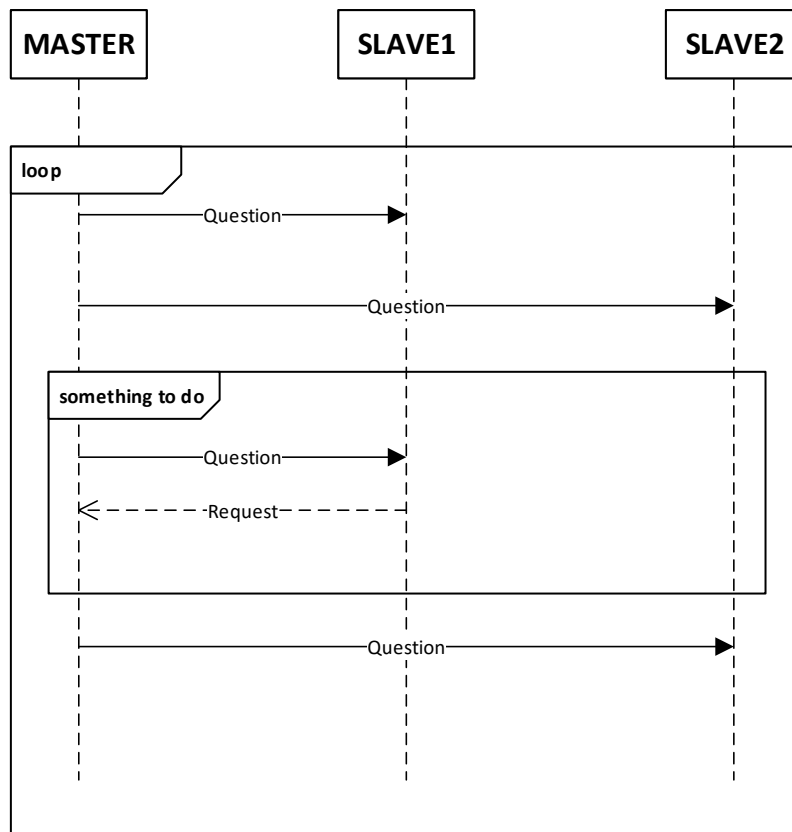 MASTER SLAVE1 SLAVE2
loop
Question
Question
something to do
Question
Request
Question